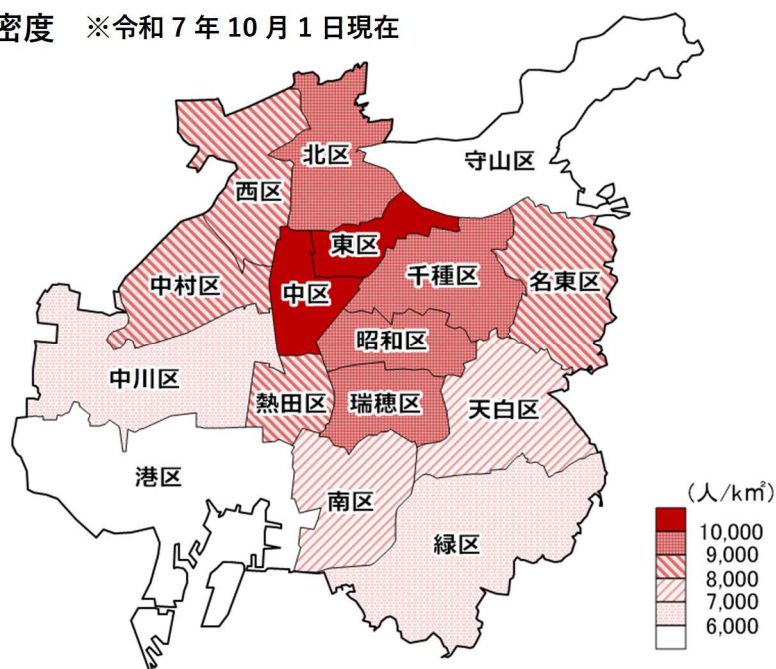 密度 ※令和7年10月1日現在
北区
守山区
西区
東区
千種区
名東区
中村区
中区
昭和区
中川区
熱田区
瑞穂区
天白区
港区
南区
緑区
(人/k㎡)
10,000
9,000
8,000
7,000
6,000